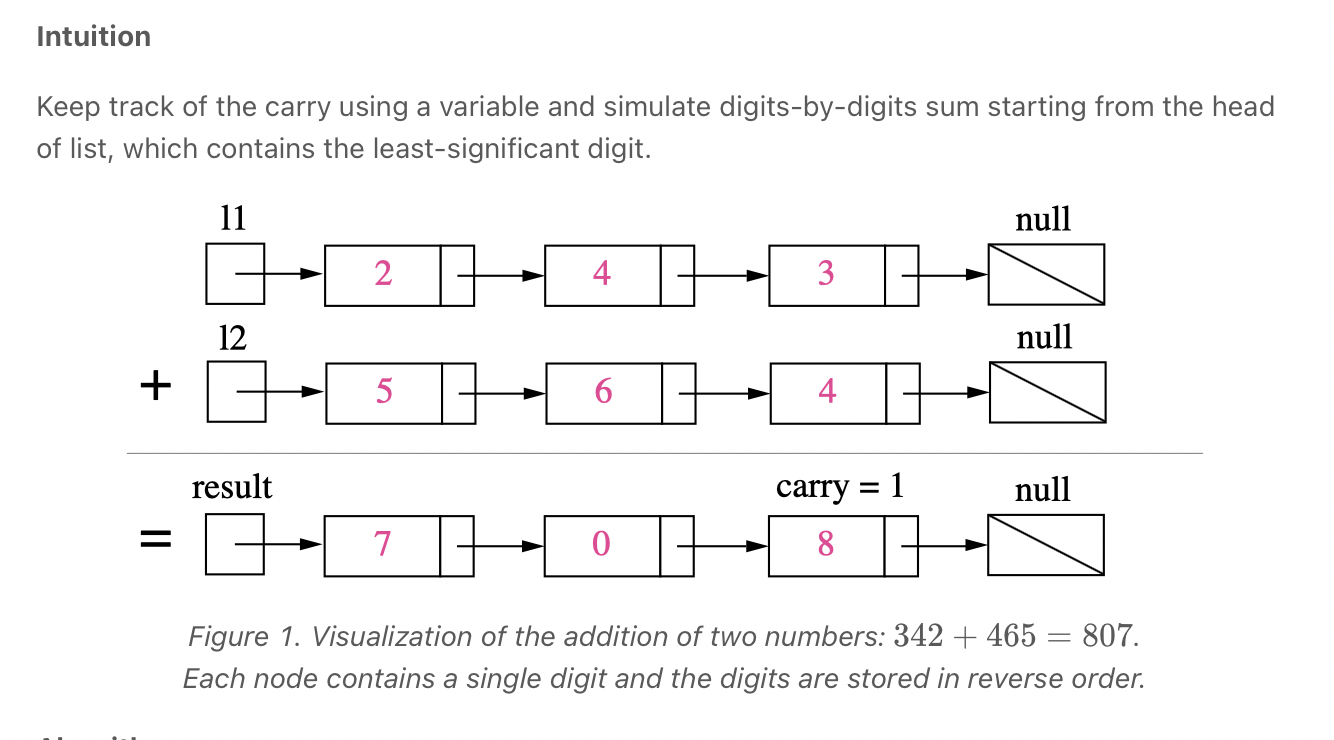 Intuition
Keep track of the carry using a variable and simulate digits-by-digits sum starting from the head
of list, which contains the least-significant digit.
l1 null
2 4 3
l2 null
+ 5 6 4
result carry = 1 null
= 7 0 8
Figure 1. Visualization of the addition of two numbers: 342 + 465 = 807.
Each node contains a single digit and the digits are stored in reverse order.